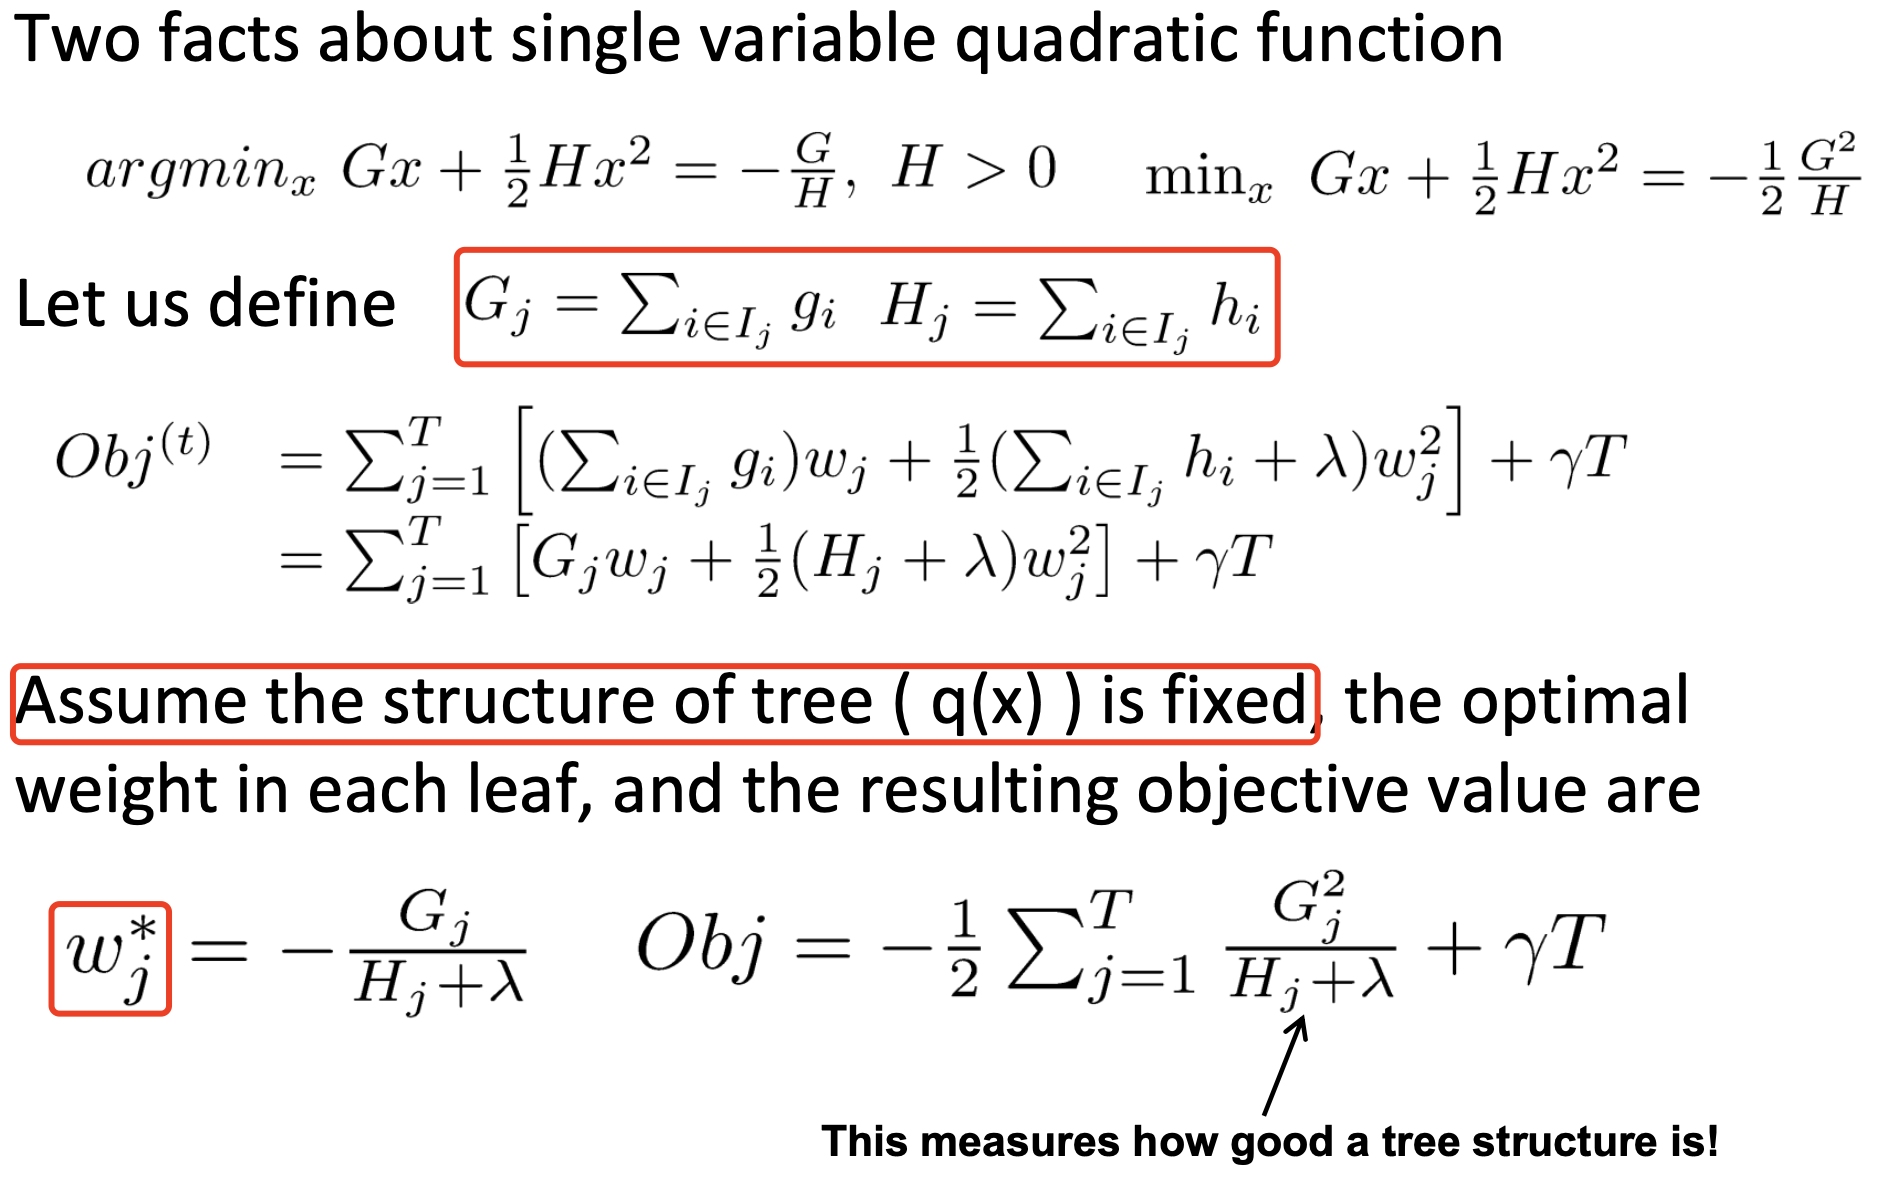 Two facts about single variable quadratic function
$argmin_x \; Gx + \frac{1}{2}Hx^2 = -\frac{G}{H}, \; H > 0 \quad \min_x \; Gx + \frac{1}{2}Hx^2 = -\frac{1}{2}\frac{G^2}{H}$
Let us define $G_j = \sum_{i \in I_j} g_i \; H_j = \sum_{i \in I_j} h_i$
$Obj^{(t)} = \sum_{j=1}^{T} \left[ (\sum_{i \in I_j} g_i) w_j + \frac{1}{2} (\sum_{i \in I_j} h_i + \lambda) w_j^2 \right] + \gamma T$
$= \sum_{j=1}^{T} \left[ G_j w_j + \frac{1}{2} (H_j + \lambda) w_j^2 \right] + \gamma T$
Assume the structure of tree ( q(x) ) is fixed, the optimal
weight in each leaf, and the resulting objective value are
$w_j^* = -\frac{G_j}{H_j + \lambda} \quad Obj = -\frac{1}{2} \sum_{j=1}^{T} \frac{G_j^2}{H_j + \lambda} + \gamma T$
This measures how good a tree structure is!